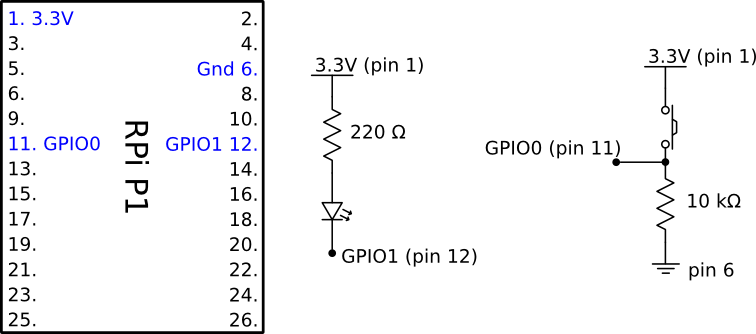 1. 3.3V 2.
3. 4.
5. Gnd 6.
6. 8.
9. 10.
11. GPIO0 GPIO1 12.
13. 14.
15. 16.
17. 18.
19. 20.
21. 22.
23. 24.
25. 26.
RPi P1
3.3V (pin 1)
220 Ω
GPIO1 (pin 12)
3.3V (pin 1)
GPIO0 (pin 11)
10 kΩ
pin 6